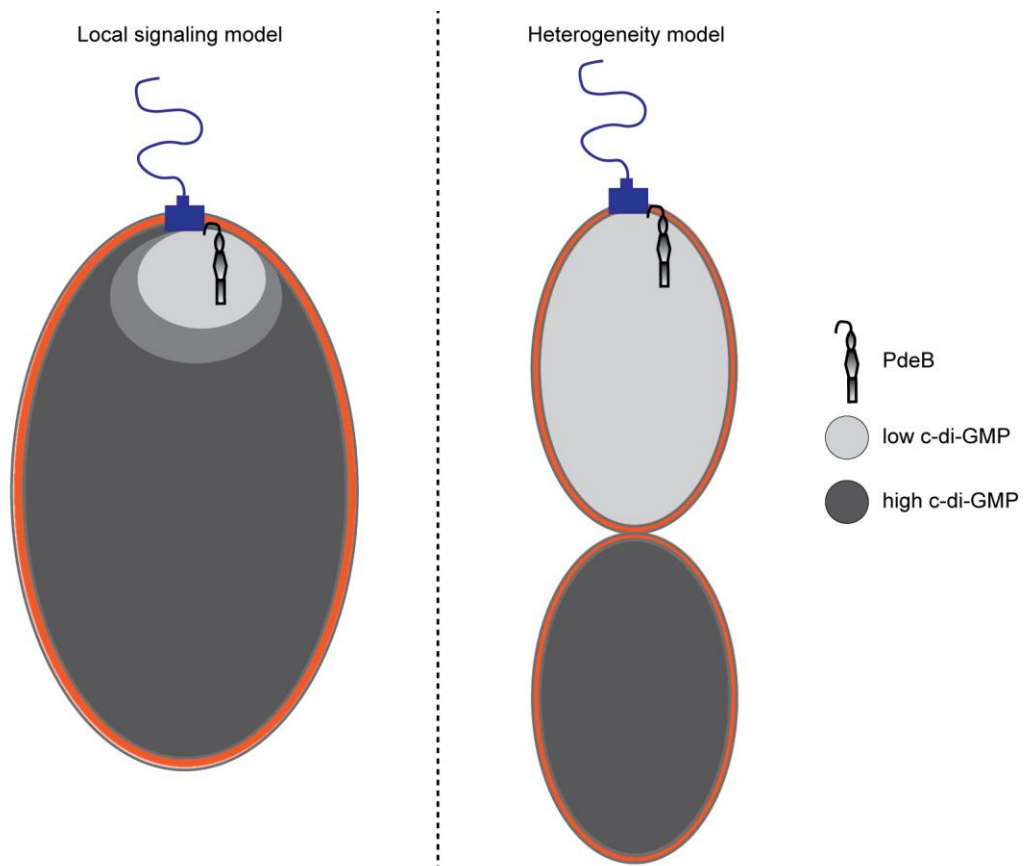 Local signaling model
Heterogeneity model
PdeB
low c-di-GMP
high c-di-GMP